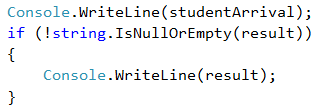 Console.WriteLine(studentArrival);
if (!string.IsNullOrEmpty(result))
{
    Console.WriteLine(result);
}